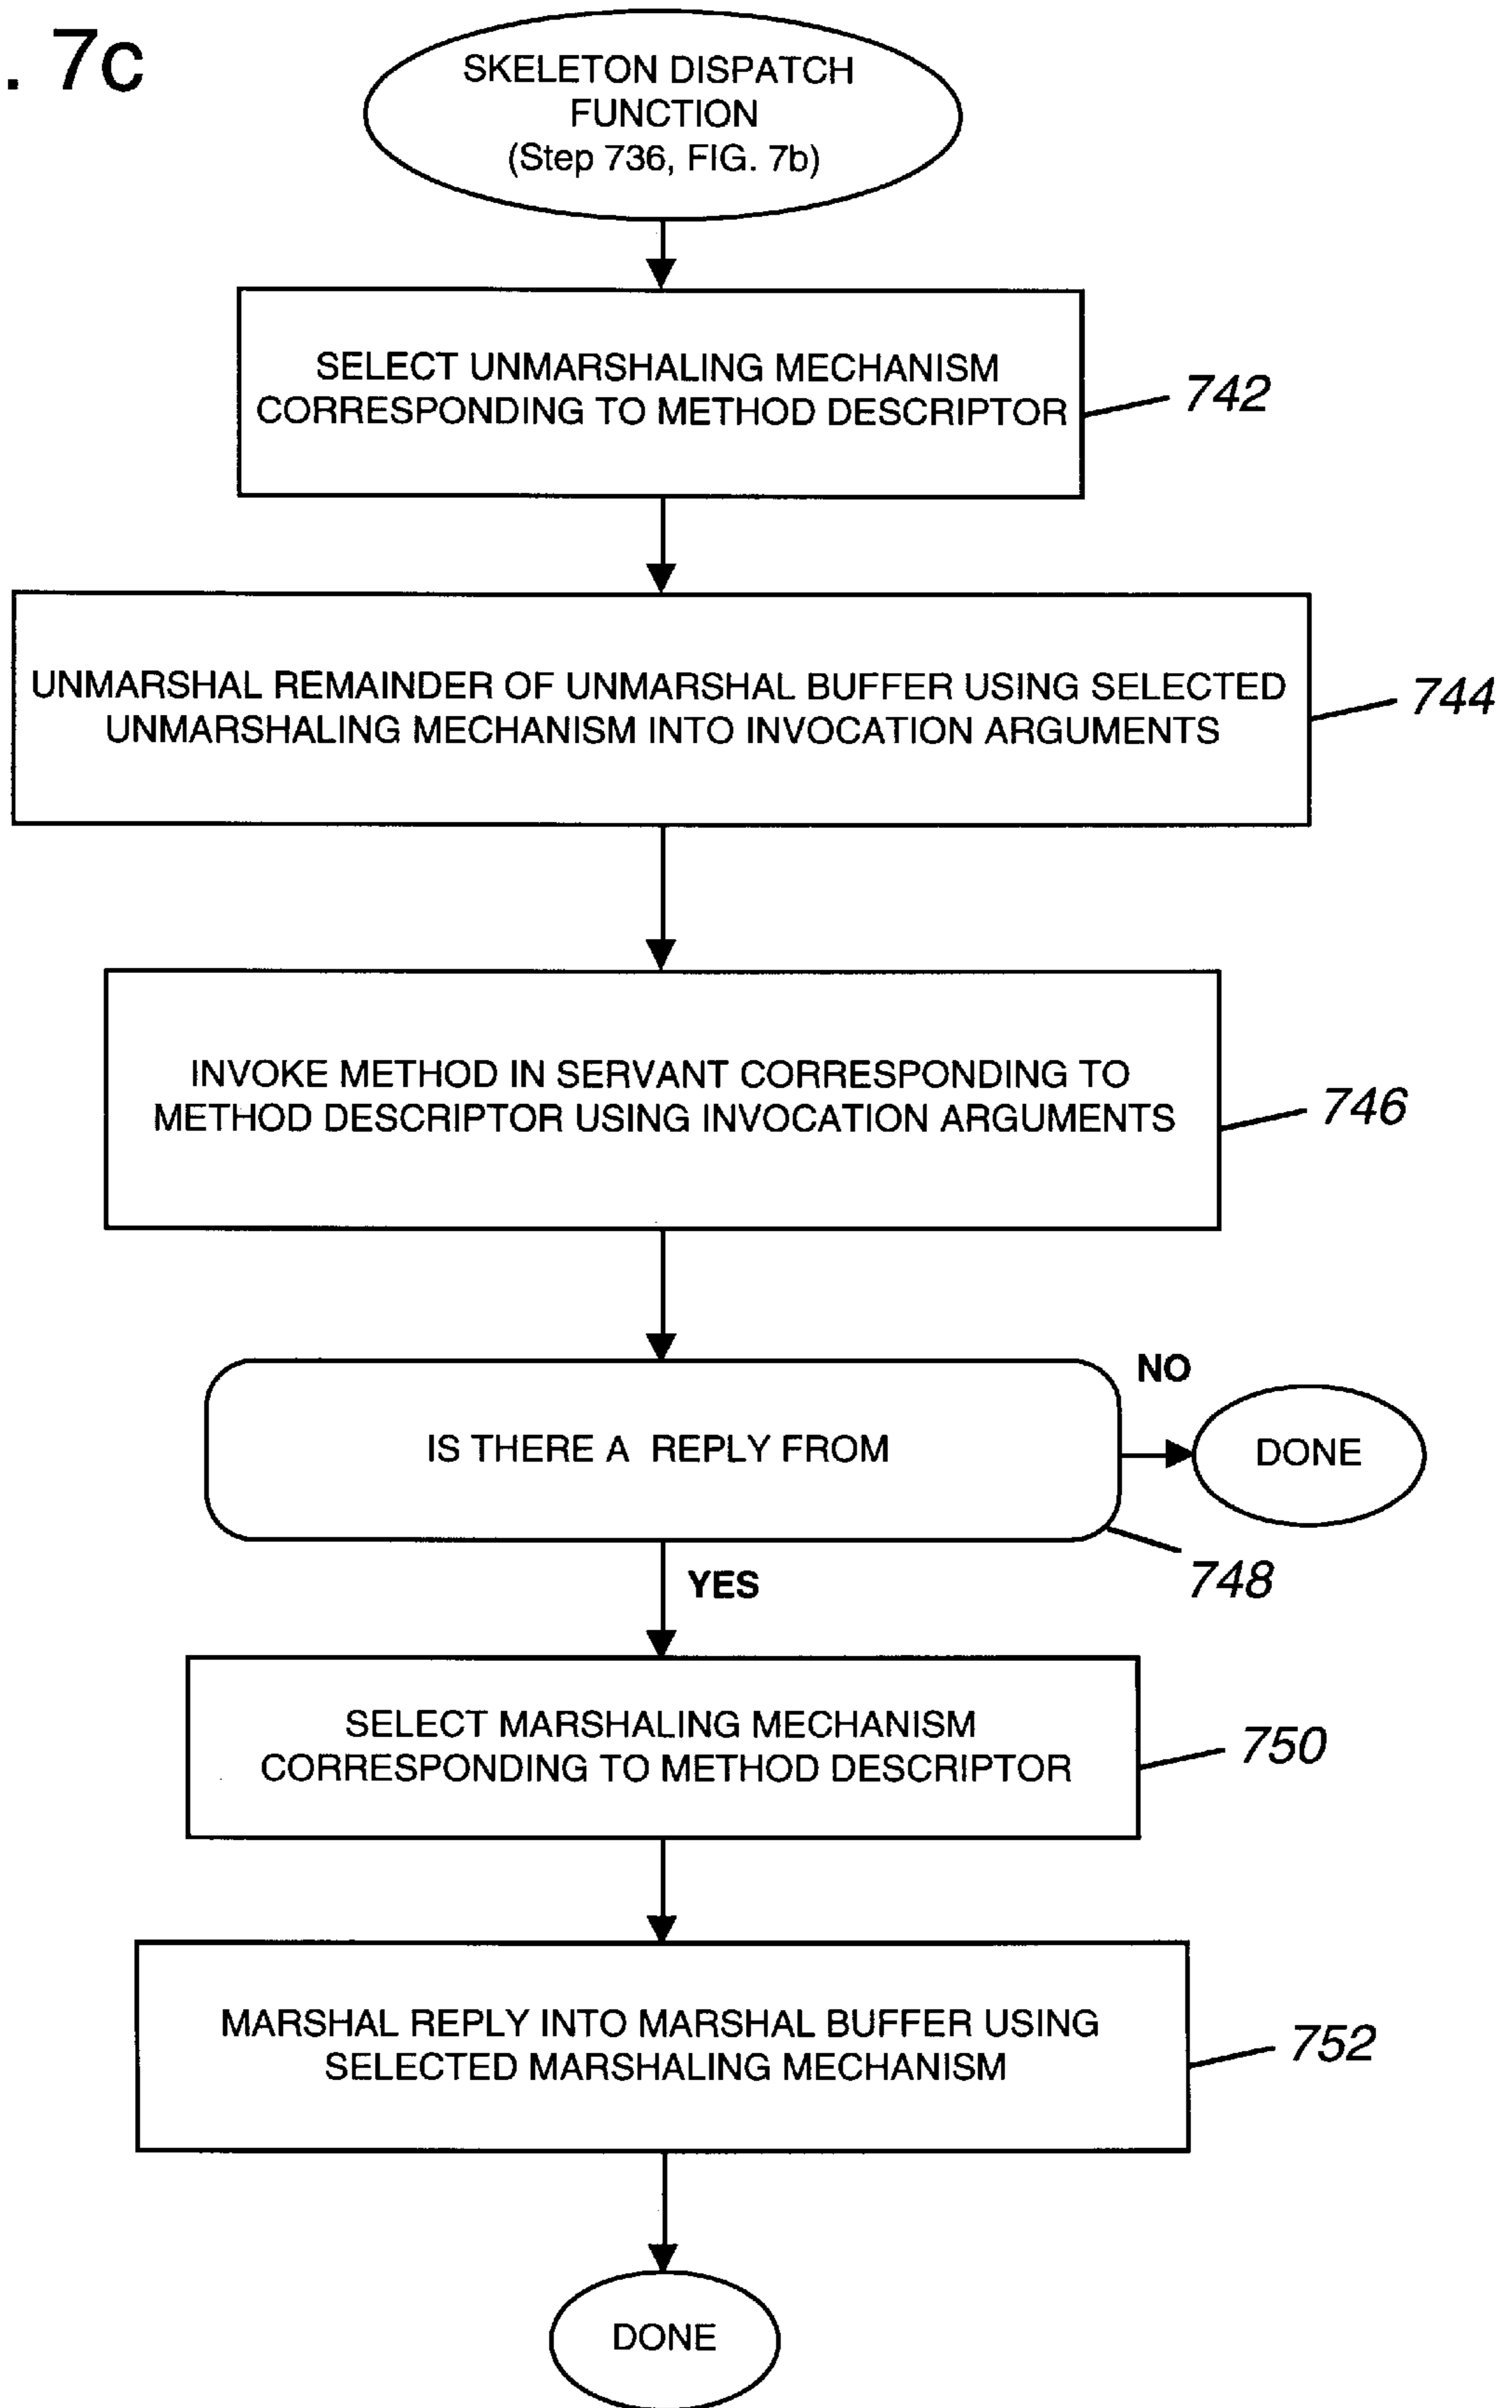 . 7c
SKELETON DISPATCH
FUNCTION
(Step 736, FIG. 7b)
SELECT UNMARSHALING MECHANISM
CORRESPONDING TO METHOD DESCRIPTOR
742
UNMARSHAL REMAINDER OF UNMARSHAL BUFFER USING SELECTED
UNMARSHALING MECHANISM INTO INVOCATION ARGUMENTS
744
INVOKE METHOD IN SERVANT CORRESPONDING TO
METHOD DESCRIPTOR USING INVOCATION ARGUMENTS
746
IS THERE A REPLY FROM
NO
DONE
748
YES
SELECT MARSHALING MECHANISM
CORRESPONDING TO METHOD DESCRIPTOR
750
MARSHAL REPLY INTO MARSHAL BUFFER USING
SELECTED MARSHALING MECHANISM
752
DONE